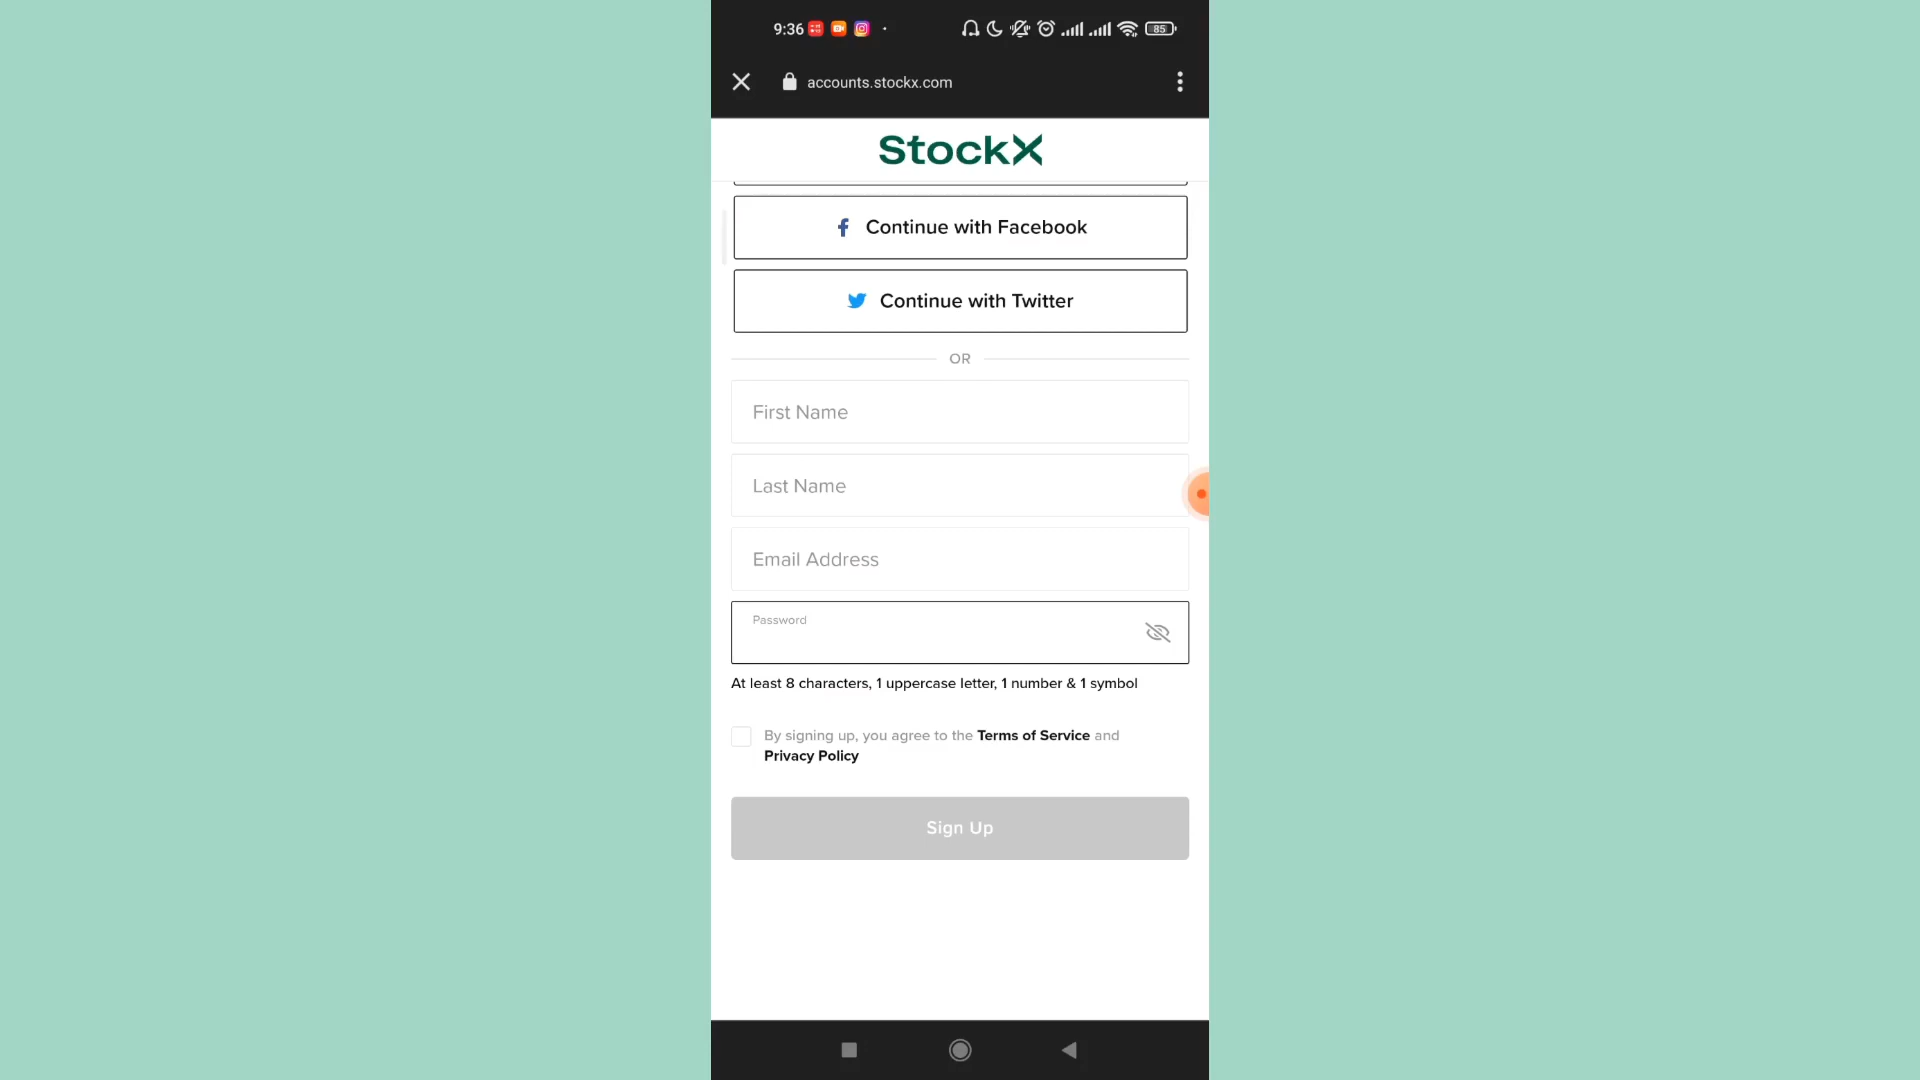 9:36
85
accounts.stockx.com
StockX
Continue with Facebook
Continue with Twitter
OR
First Name
Last Name
Email Address
Password
At least 8 characters, 1 uppercase letter, 1 number & 1 symbol
By signing up, you agree to the Terms of Service and
Privacy Policy
Sign Up